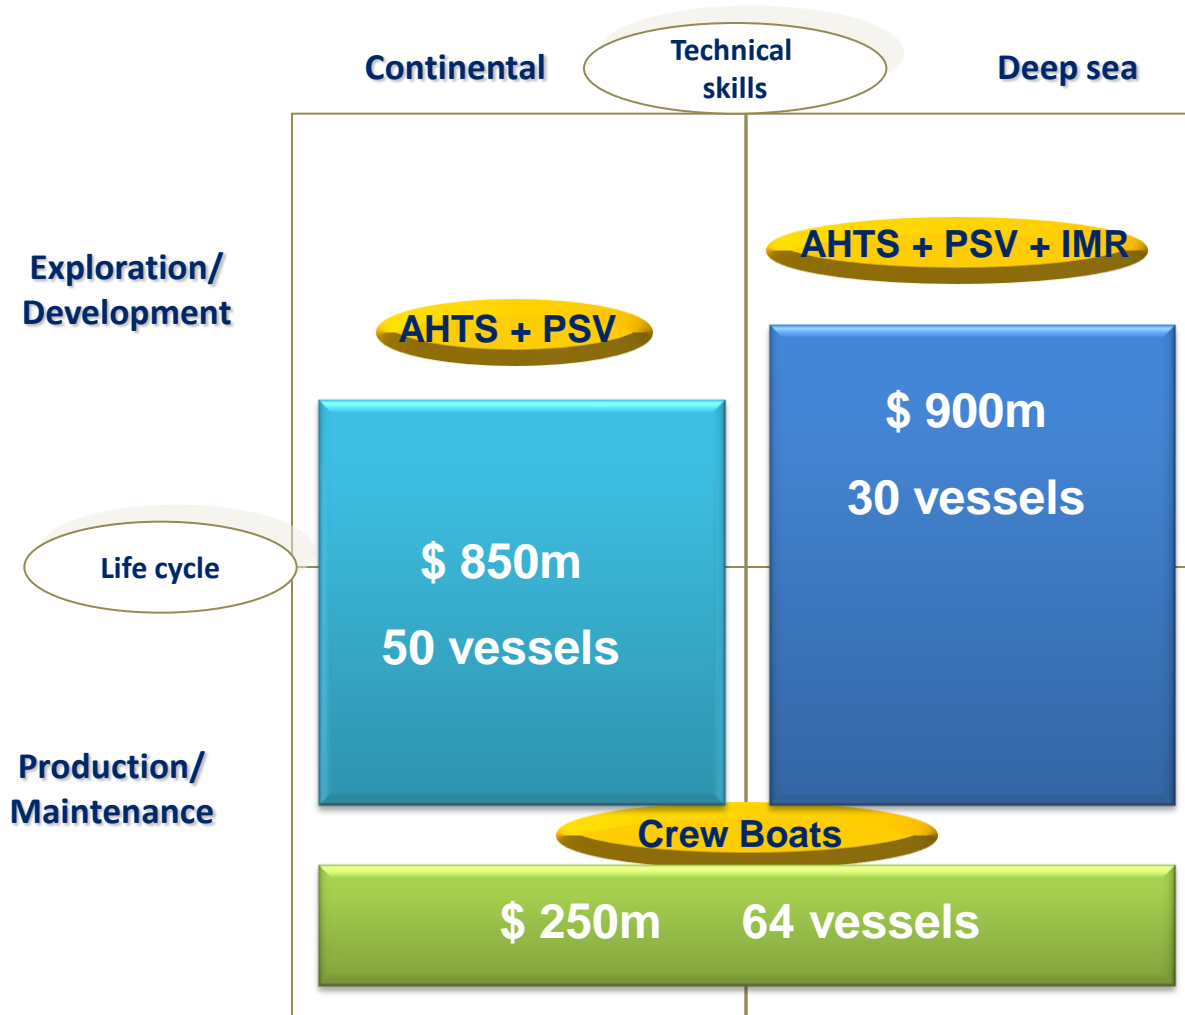 Continental
Technical
skills
Deep sea
Exploration/
Development
AHTS + PSV
AHTS + PSV + IMR
$ 900m
30 vessels
Life cycle
$ 850m
50 vessels
Production/
Maintenance
Crew Boats
$ 250m 64 vessels